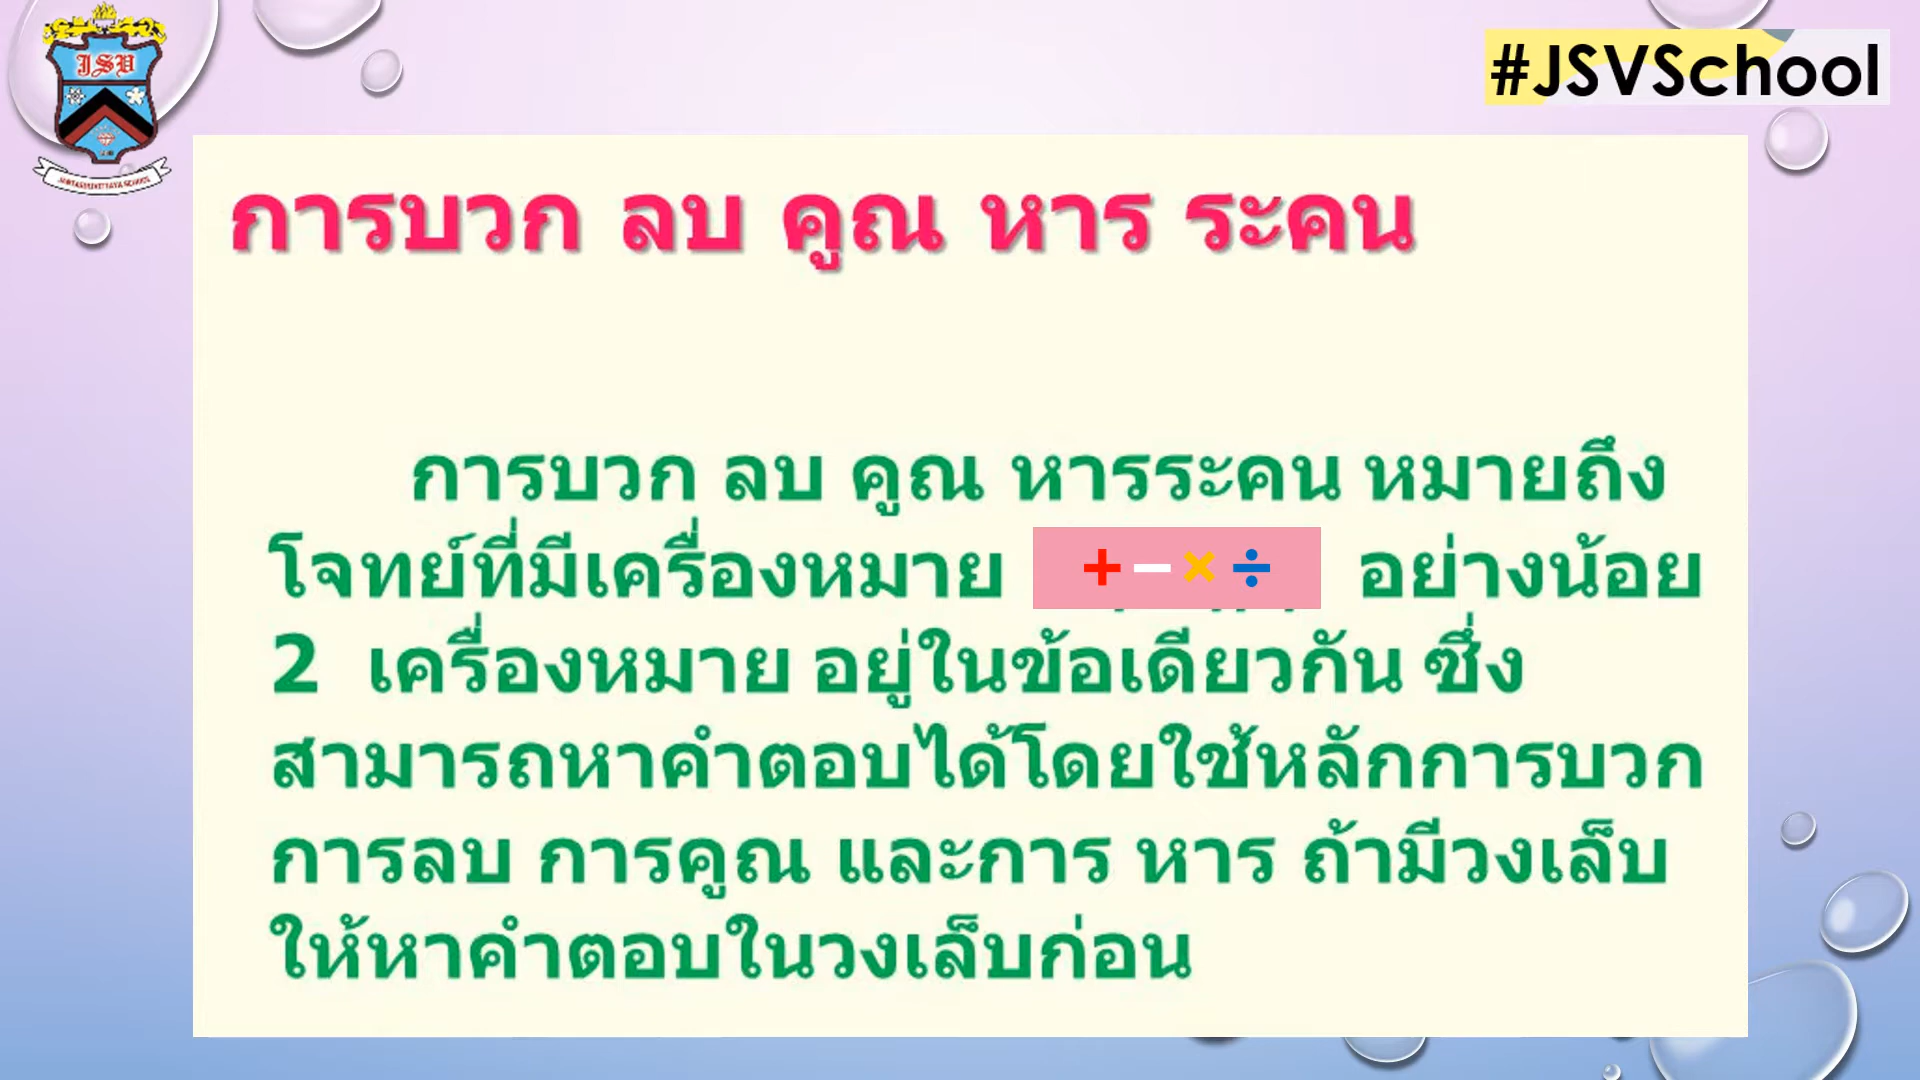 JSV
#JSVSchool
การบวก ลบ คูณ หาร ระคน
การบวก ลบ คูณ หารระคน หมายถึง
โจทย์ที่มีเครื่องหมาย + − × ÷ อย่างน้อย
2 เครื่องหมาย อยู่ในข้อเดียวกัน ซึ่ง
สามารถหาคำตอบได้โดยใช้หลักการบวก
การลบ การคูณ และการ หาร ถ้ามีวงเล็บ
ให้หาคำตอบในวงเล็บก่อน